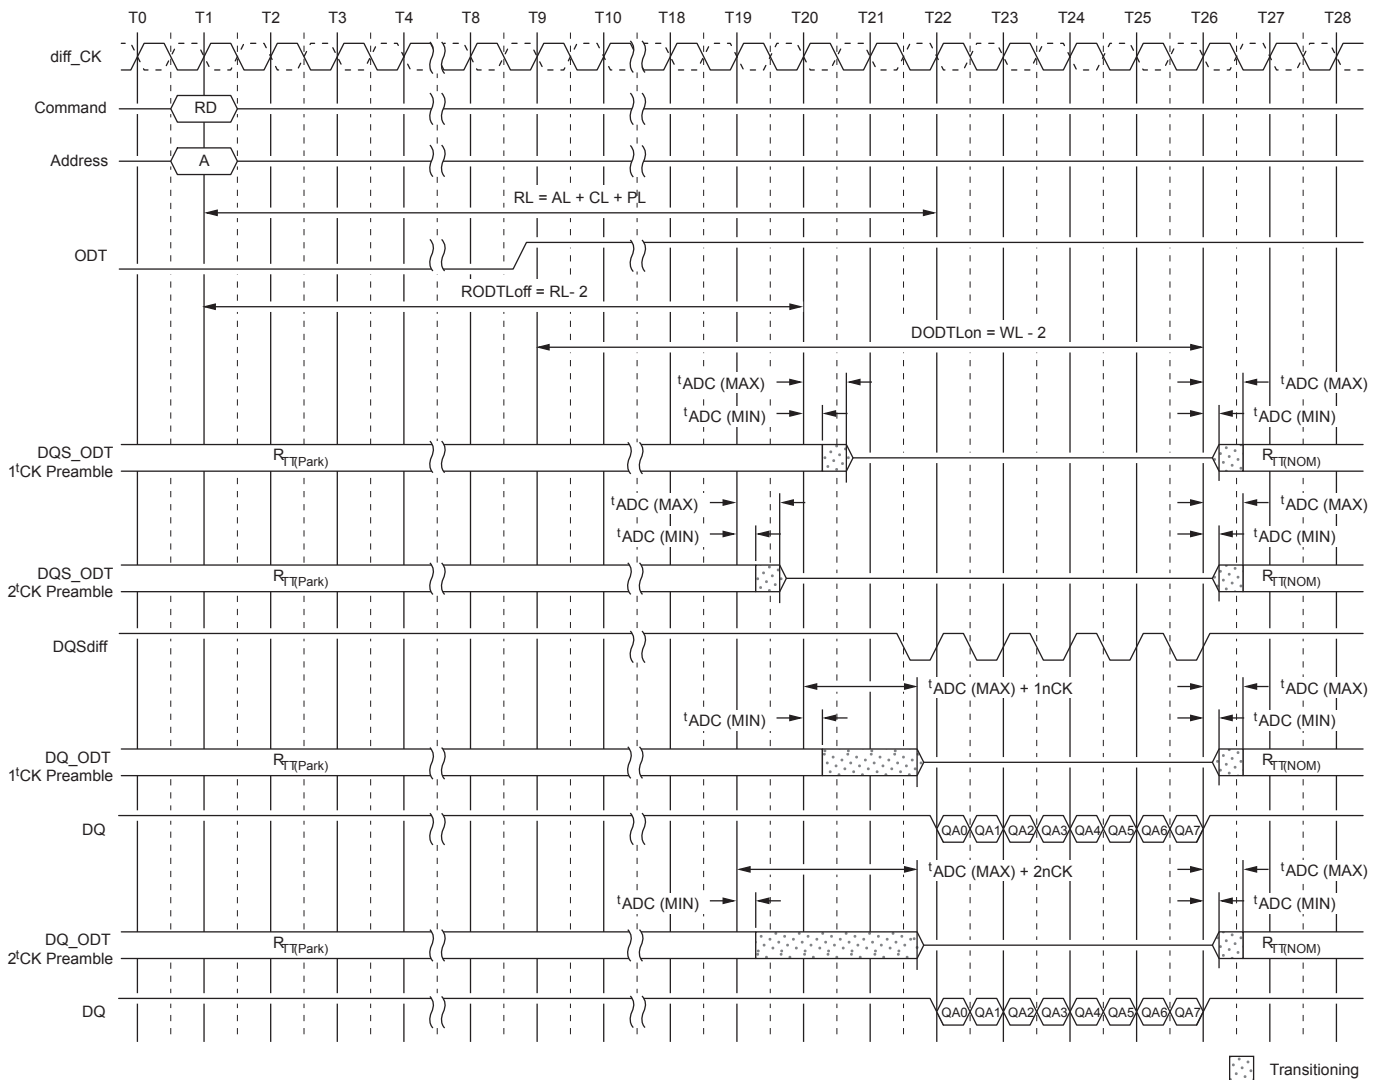 T0 T1 T2 T3 T4 T8 T9 T10 T18 T19 T20 T21 T22 T23 T24 T25 T26 T27 T28
diff_CK
Command RD
Address A
RL = AL + CL + PL
ODT
RODTLoff = RL- 2
DODTLon = WL - 2
tADC (MAX) tADC (MAX)
tADC (MIN) tADC (MIN)
DQS_ODT
1tCK Preamble
RTT(Park) RTT(NOM)
tADC (MAX) tADC (MAX)
tADC (MIN) tADC (MIN)
DQS_ODT
2tCK Preamble
RTT(Park) RTT(NOM)
DQSdiff
tADC (MAX) + 1nCK tADC (MAX)
tADC (MIN) tADC (MIN)
DQ_ODT
1tCK Preamble
RTT(Park) RTT(NOM)
DQ QA0 QA1 QA2 QA3 QA4 QA5 QA6 QA7
tADC (MAX) + 2nCK tADC (MAX)
tADC (MIN) tADC (MIN)
DQ_ODT
2tCK Preamble
RTT(Park) RTT(NOM)
DQ QA0 QA1 QA2 QA3 QA4 QA5 QA6 QA7
Transitioning